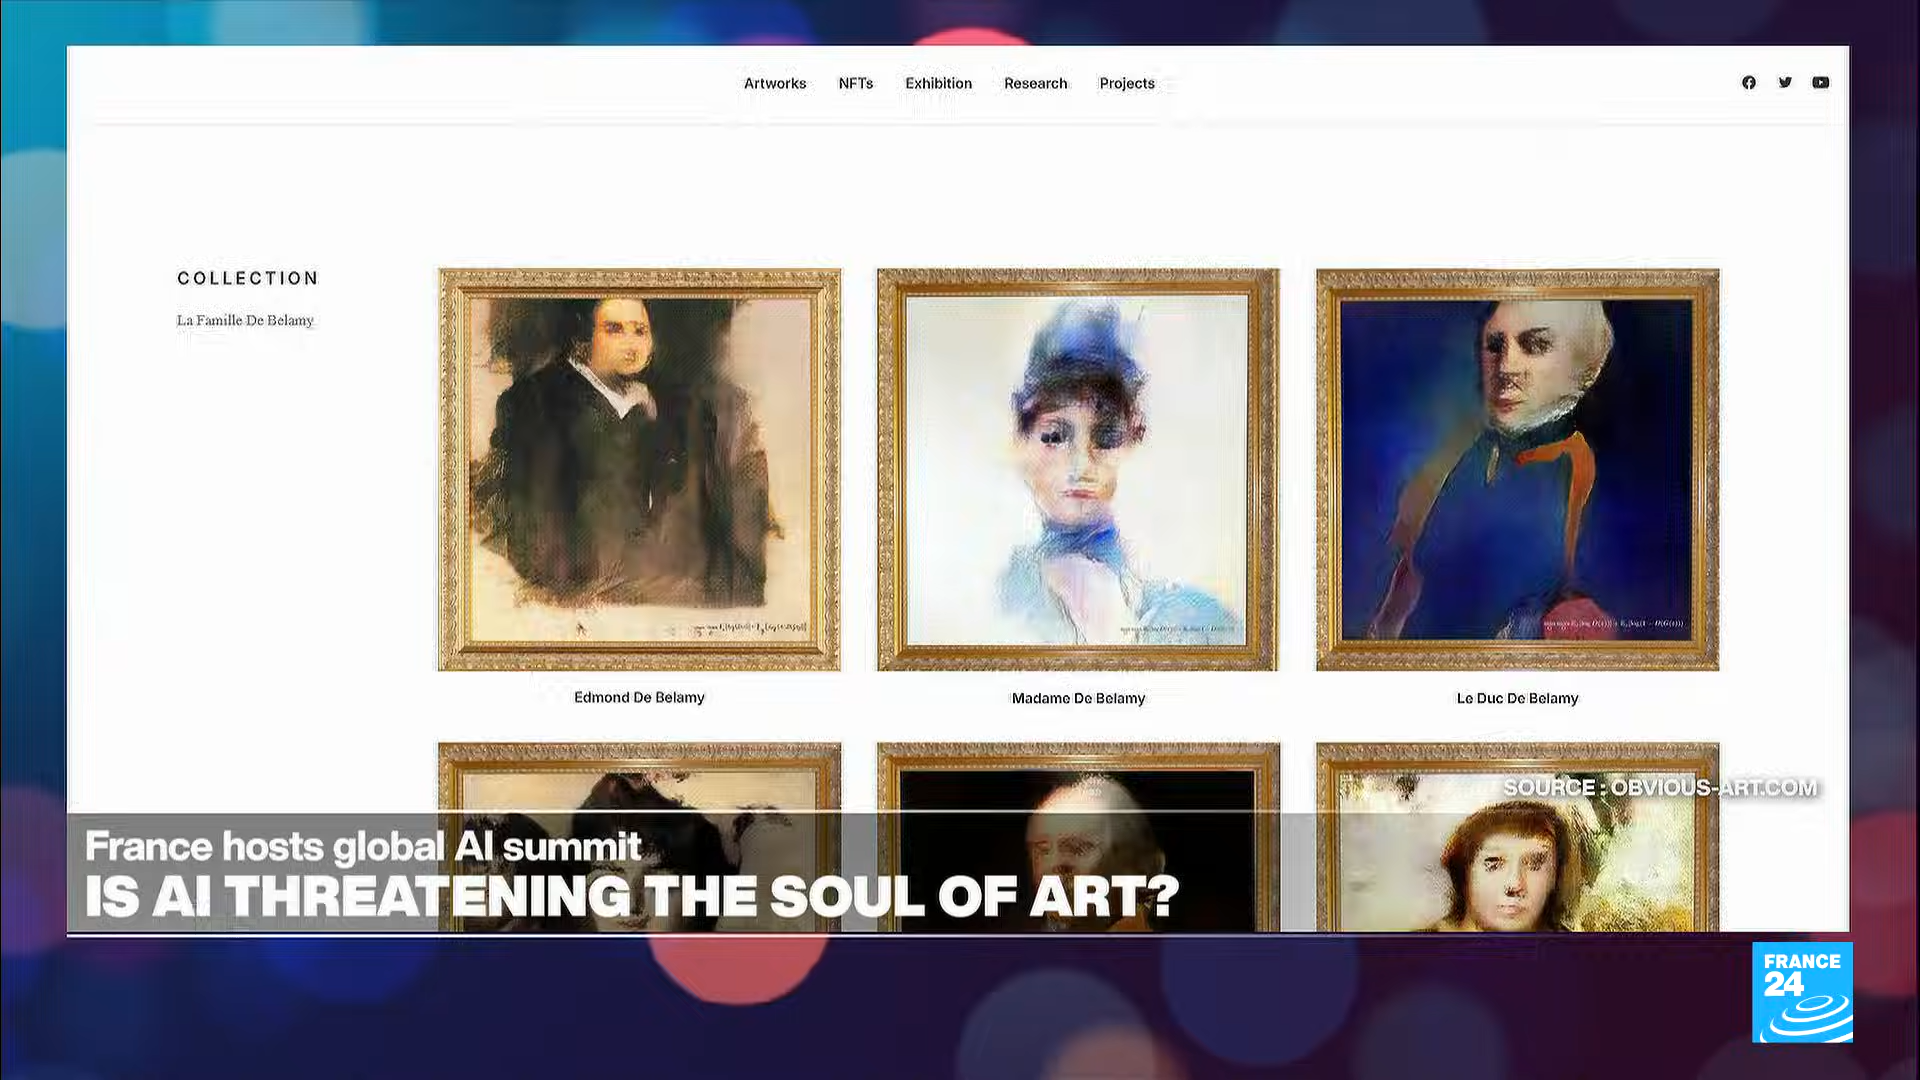 Artworks NFTs Exhibition Research Projects
COLLECTION
La Famille De Belamy
Edmond De Belamy
Madame De Belamy
Le Duc De Belamy
SOURCE : OBVIOUS-ART.COM
France hosts global AI summit
IS AI THREATENING THE SOUL OF ART?
FRANCE
24